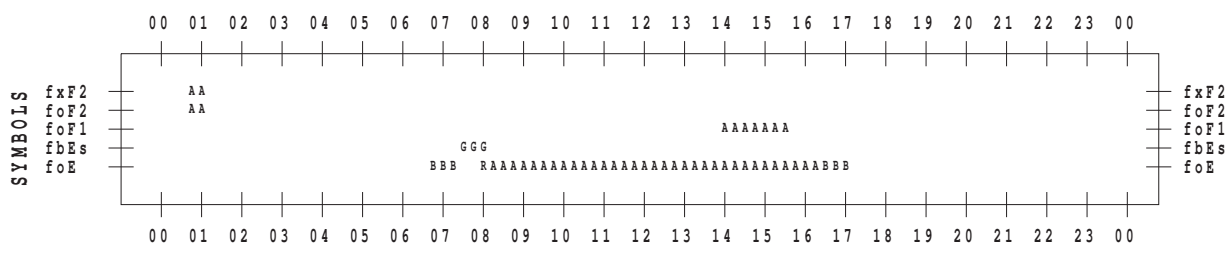 00 01 02 03 04 05 06 07 08 09 10 11 12 13 14 15 16 17 18 19 20 21 22 23 00
SYMBOLS
fxF2 AA fxF2
foF2 AA foF2
foF1 AAAAAAA foF1
fbEs GGG fbEs
foE BBB RAAAAAAAAAAAAAAAAAAAAAAAAAAAAAAAAABBB foE
00 01 02 03 04 05 06 07 08 09 10 11 12 13 14 15 16 17 18 19 20 21 22 23 00